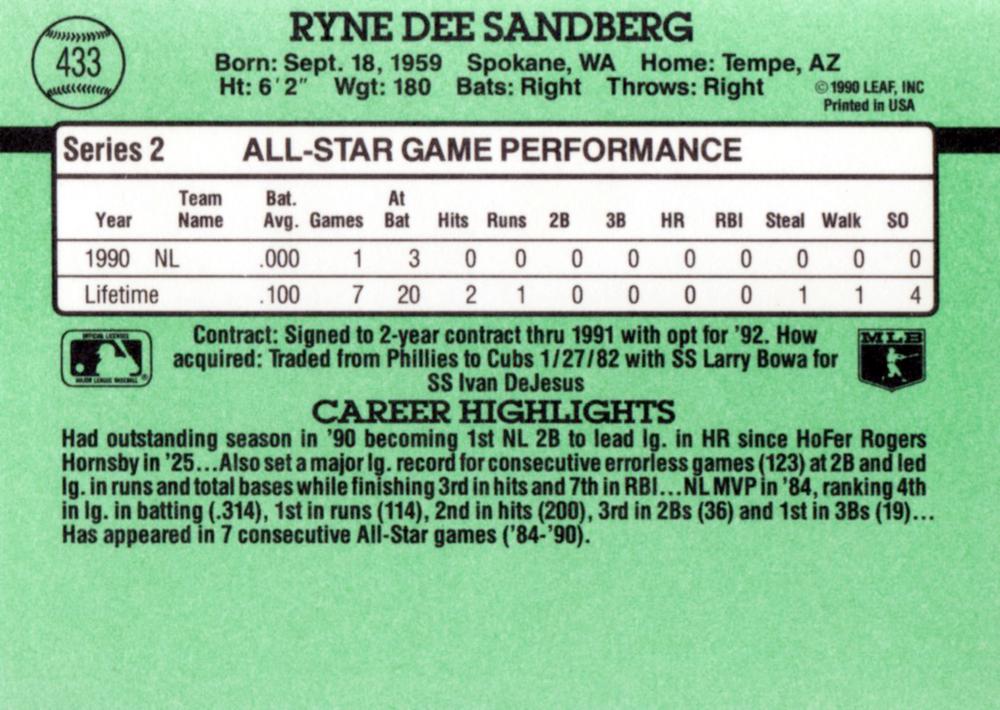 433
RYNE DEE SANDBERG
Born: Sept. 18, 1959 Spokane, WA Home: Tempe, AZ
Ht: 6'2" Wgt: 180 Bats: Right Throws: Right
©1990 LEAF, INC
Printed in USA
Series 2 ALL-STAR GAME PERFORMANCE
Year Team Name Bat. Avg. Games At Bat Hits Runs 2B 3B HR RBI Steal Walk SO
1990 NL .000 1 3 0 0 0 0 0 0 0 0 0
Lifetime .100 7 20 2 1 0 0 0 0 1 1 4
OFFICIAL LICENSEE
MAJOR LEAGUE BASEBALL
®
Contract: Signed to 2-year contract thru 1991 with opt for '92. How
acquired: Traded from Phillies to Cubs 1/27/82 with SS Larry Bowa for
SS Ivan DeJesus
MLB
CAREER HIGHLIGHTS
Had outstanding season in '90 becoming 1st NL 2B to lead lg. in HR since HoFer Rogers
Hornsby in '25...Also set a major lg. record for consecutive errorless games (123) at 2B and led
lg. in runs and total bases while finishing 3rd in hits and 7th in RBI...NL MVP in '84, ranking 4th
in lg. in batting (.314), 1st in runs (114), 2nd in hits (200), 3rd in 2Bs (36) and 1st in 3Bs (19)...
Has appeared in 7 consecutive All-Star games ('84-'90).